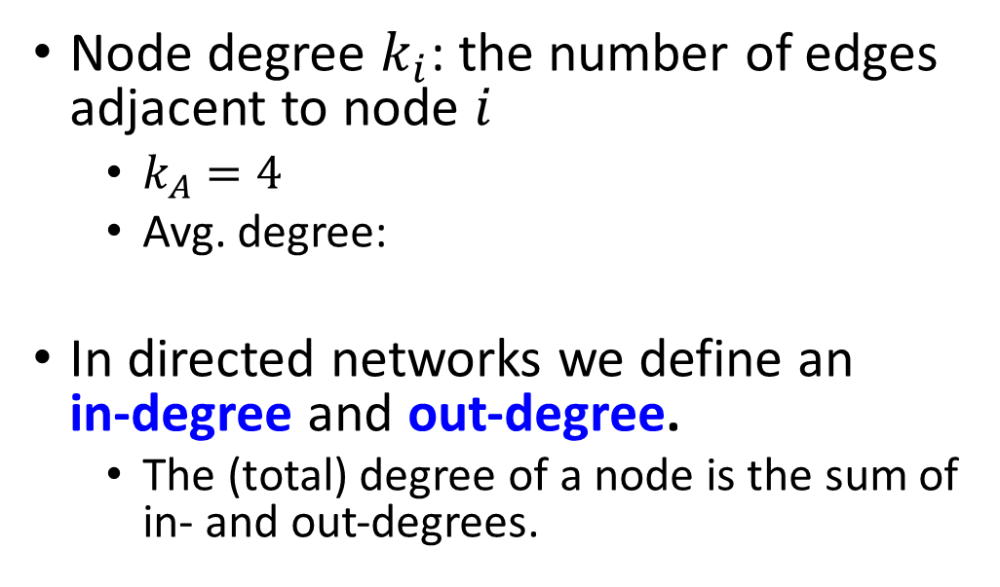 • Node degree kᵢ: the number of edges
adjacent to node i
• k_A = 4
• Avg. degree:
• In directed networks we define an
in-degree and out-degree.
• The (total) degree of a node is the sum of
in- and out-degrees.